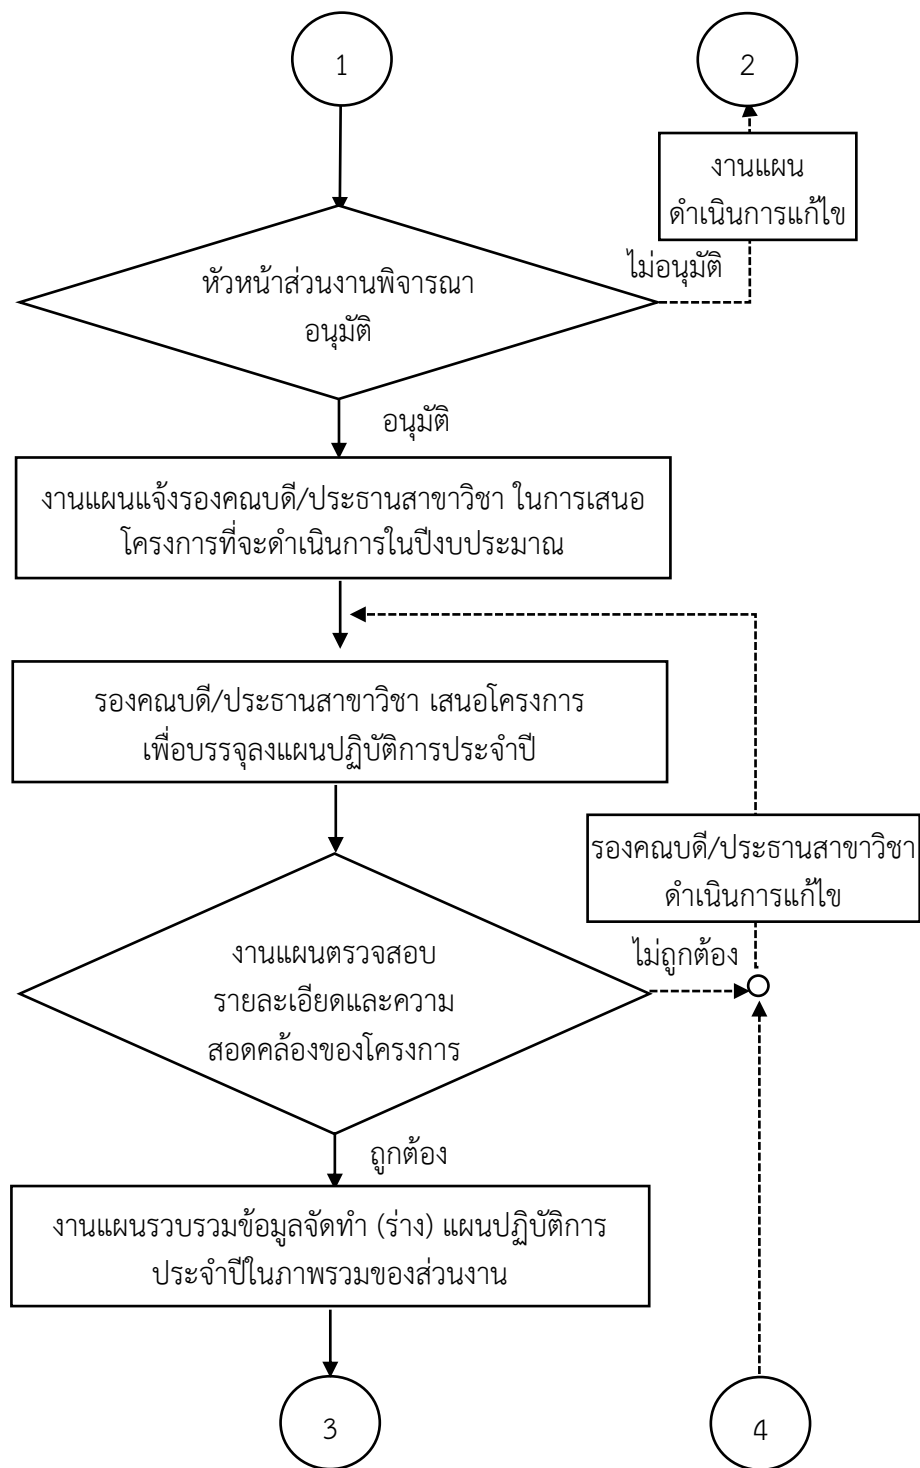 1
2
งานแผน
ดำเนินการแก้ไข
ไม่อนุมัติ
หัวหน้าส่วนงานพิจารณา
อนุมัติ
อนุมัติ
งานแผนแจ้งรองคณบดี/ประธานสาขาวิชา ในการเสนอ
โครงการที่จะดำเนินการในปีงบประมาณ
รองคณบดี/ประธานสาขาวิชา เสนอโครงการ
เพื่อบรรจุลงแผนปฏิบัติการประจำปี
รองคณบดี/ประธานสาขาวิชา
ดำเนินการแก้ไข
ไม่ถูกต้อง
งานแผนตรวจสอบ
รายละเอียดและความ
สอดคล้องของโครงการ
ถูกต้อง
งานแผนรวบรวมข้อมูลจัดทำ (ร่าง) แผนปฏิบัติการ
ประจำปีในภาพรวมของส่วนงาน
3
4